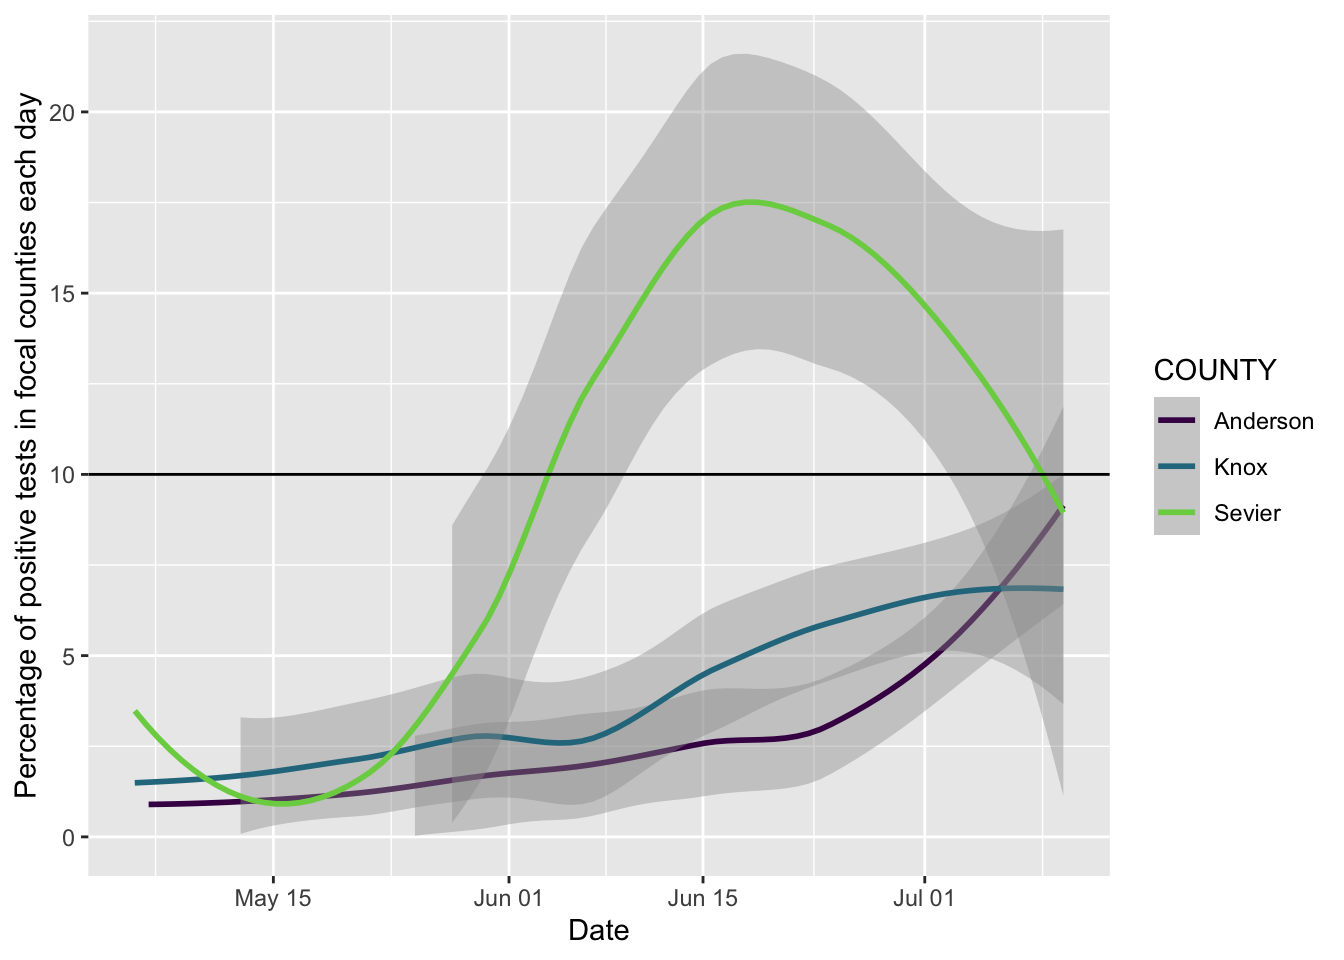 Percentage of positive tests in focal counties each day
20
15
10
5
0
May 15
Jun 01
Jun 15
Jul 01
Date
COUNTY
Anderson
Knox
Sevier